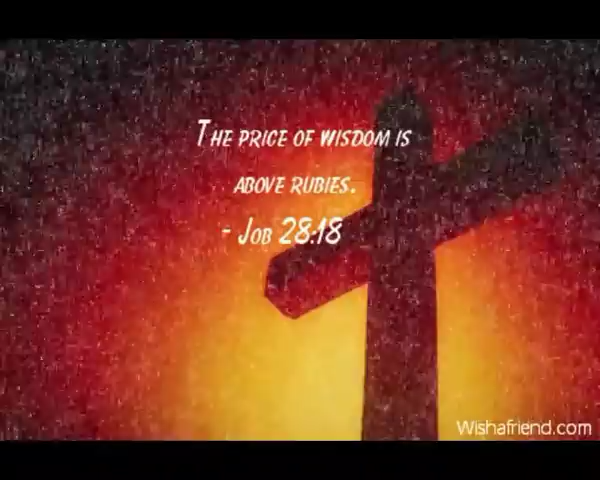 The price of wisdom is
above rubies.
- Job 28:18
Wishafriend.com